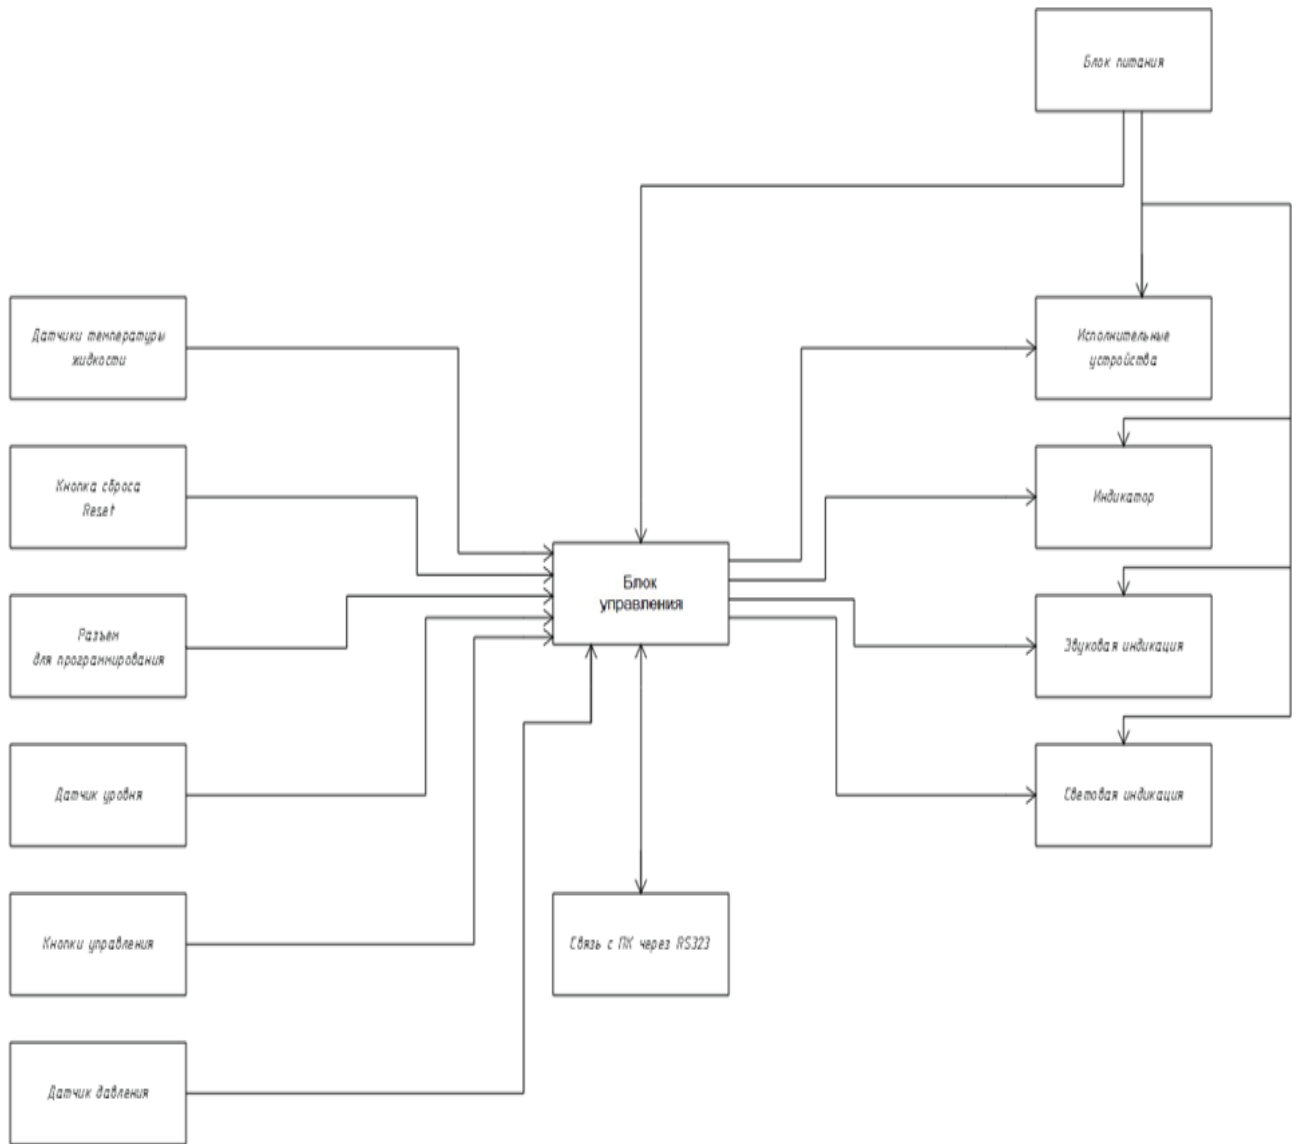 Блок питания
Датчики температуры
жидкости
Исполнительные
устройства
Кнопка сброса
Reset
Индикатор
Блок
управления
Разъем
для программирования
Звуковая индикация
Датчик уровня
Световая индикация
Кнопки управления
Связь с ПК через RS323
Датчик давления